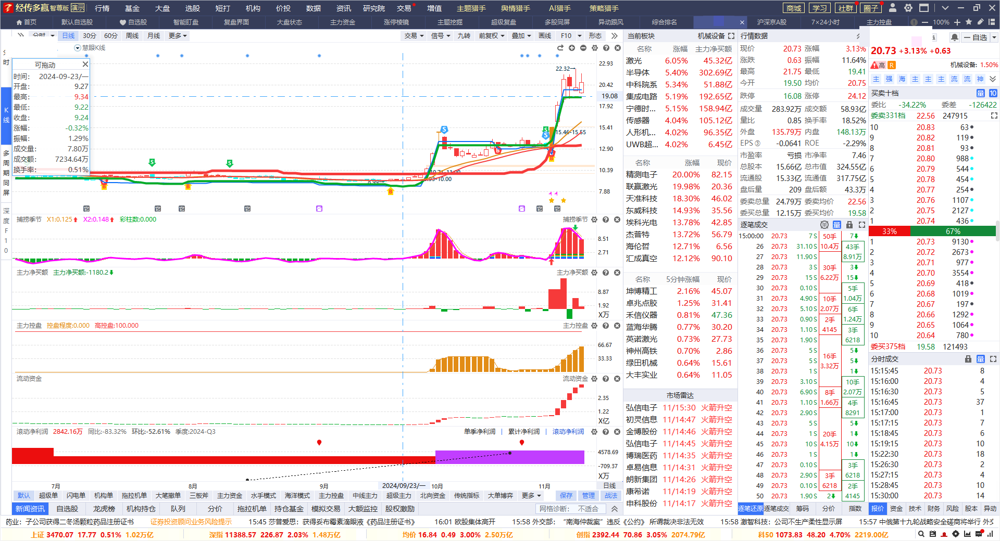 经传多赢 智尊版 演示 行情 基金 大盘 选股 短打 机构 价投 数据 资讯 研究院 交易 增值 主题猎手 舆情猎手 AI猎手 策略猎手 商城 学习 社群 圈子
首页 默认自选股 自选股 智能盯盘 复盘界面 大盘状态 主力资金 涨停棱镜 主题挖掘 超级复盘 多股同屏 异动跟风 综合排名 沪深京A股 7×24小时 主力控盘 100%
分时 日线 30分 60分 周线 月线 更多 交易 信号 九转 前复权 叠加 画线 F10 形态
慧眼K线
可拖动
时间: 2024-09-23/一
开盘: 9.27
最高: 9.34
最低: 9.22
收盘: 9.24
涨幅: -0.32%
振幅: 1.29%
成交量: 7.80万
成交额: 7234.64万
换手率: 0.51%
时
K线
多周期同屏
深度F10
22.93
20.42
19.08
17.92
15.41
12.90
10.39
7.88
22.32
15.46-15.55
捕捞季节 X1:0.125 X2:0.148 彩柱数:0.000 捕捞季节
8.51
2.71
主力净买额 主力净买额:-1180.2 主力净买额
8.87
1.92
X万
主力控盘 控盘程度:0.000 高控盘:100.000 主力控盘
66.67
33.33
流动资金 流动资金
2.35
1.22
X亿
滚动净利润 2842.16万 同比:-83.32% 环比:-52.61% 季度:2024-Q3 单季净利润 | 累计净利润 | 滚动净利润
4578.69
-709.37
X万
7月 8月 9月 2024/09/23/一 10月 11月 日线
默认 超级单 闪电单 机构单 拖拉机单 大笔撤单 三板斧 主力资金 水手模式 海洋模式 主力控盘 中线主力 超级主力 北向资金 传统指标 大单博弈 更多 保存 管理 战法
新闻资讯 自选股 龙虎榜 机构持仓 队列 分价 拖拉机单 持仓基金 模拟交易 大额监控 股权激励 网格诊断: 不适合
当前板块 机械设备
名称 涨幅 主力净买额
激光 6.05% 45.32亿
半导体 5.40% 302.69亿
中科院系 5.34% 51.88亿
集成电路 5.19% 192.65亿
宁德时... 5.15% 158.94亿
传感器 4.04% 105.12亿
人形机... 4.02% 96.35亿
UWB超... 4.02% 6.45亿
名称 涨幅 现价
精测电子 20.00% 82.15
联赢激光 19.98% 20.36
天准科技 18.30% 46.02
东威科技 14.93% 35.56
埃科光电 13.78% 42.85
杰普特 13.72% 56.79
海伦哲 12.71% 6.56
汇成真空 12.12% 90.10
名称 5分钟涨幅 现价
坤博精工 2.16% 45.07
卓兆点胶 1.25% 31.41
禾信仪器 0.81% 47.36
蓝海华腾 0.77% 30.20
英诺激光 0.73% 27.73
神州高铁 0.70% 2.86
绿田机械 0.64% 15.61
大丰实业 0.64% 11.05
市场雷达
弘信电子 11/15:30 火箭升空
初灵信息 11/14:47 火箭升空
金博股份 11/14:46 火箭升空
弘信电子 11/14:45 火箭升空
博瑞医药 11/14:35 火箭升空
卓易信息 11/14:31 火箭升空
朗新集团 11/14:26 火箭升空
康希诺 11/14:19 火箭升空
申科股份 11/14:17 火箭升空
行情数据
现价 20.73 涨幅 3.13%
涨跌 0.63 振幅 11.64%
最高 21.75 最低 19.41
今开 19.50 均价 20.75
跌停 16.08 涨停 24.12
成交量 283.92万 成交额 58.93亿
量比 0.85 换手率 18.52%
外盘 135.79万 内盘 148.13万
EPS③ -0.0641 ROE -2.29%
市盈率 亏损 市净率 7.46
总股本 15.66亿 总市值 324.55亿
流通股 15.33亿 流通值 317.75亿
盘后量 209 盘后额 43.3万
委卖总量 24.79万 委卖均价 22.56
委买总量 12.15万 委买均价 19.58
逐笔成交 单 量
15:00:00 20.73 7 S 50手 7
26 20.73 31.10 S 10.4万 43手
27 20.73 11.90 S 8.91万
28 20.73 3 S 30手 3
29 20.73 15 S 6.22万 15
30 20.73 0.10 S 5手
31 20.73 4.90 S 10手 1.04万
32 20.73 5.10 S 2.07万 6手
33 20.73 0.90 S 2手 1.24万
34 20.73 1.10 S 4145 3手
35 20.73 1.90 S 6218
36 20.73 5 S 16手 5
37 20.73 5 S 3.32万 5
38 20.73 1 S 1
39 20.73 3.10 S 10手
40 20.73 6.90 S 8手 2.07万
41 20.73 1.10 S 1.66万 4手
42 20.73 2.90 S 8291
43 20.73 5 S 5
44 20.73 1 S 20手 1
45 20.73 10 S 4.15万 10
46 20.73 1 S 1
47 20.73 0.10 S 3手
48 20.73 2.90 S 3手 6218
49 20.73 0.10 S 6218 2手
50 20.73 1.90 S 2 4145
逐笔还原 逐笔成交 筹码 分价 指数
自选
20.73 +3.13% +0.63
高 R 机械设备: 1.50%
主 强 海 主 主 主 流 流 神
买卖十档 量 10
委比 -34.22% 委差 -126422
委卖331档 22.56 247915
10 20.83 63
9 20.82 119
8 20.81 93
7 20.80 988
6 20.79 544
5 20.78 454
4 20.77 254
3 20.76 1107
2 20.75 2127
1 20.74 436
33% 67%
1 20.73 9130
2 20.72 2673
3 20.71 977
4 20.70 3554
5 20.69 418
6 20.68 1019
7 20.67 197
8 20.66 1292
9 20.65 1064
10 20.64 780
委买375档 19.58 121493
分时成交 量
15:15:45 20.73 8
15:16:00 20.73 4
15:16:30 20.73 5
15:16:45 20.73 37
15:17:00 20.73 1
15:17:15 20.73 7
15:18:45 20.73 6
15:19:15 20.73 10
15:22:30 20.73 18
15:26:30 20.73 2
15:27:15 20.73 4
15:28:45 20.73 10
15:30:00 20.73 14
报价 资金 技术 财务 风险 股本 异动
药业：子公司获得二冬汤颗粒药品注册证书 证券投资顾问业务风险提示 15:45 莎普爱思：获得妥布霉素滴眼液《药品注册证书》 16:01 欧股集体高开 15:58 外交部：“南海仲裁案”违反《公约》 所谓裁决非法无效 15:58 激智科技：公司不生产柔性显示屏 15:57 中俄第十九轮战略安全磋商将举行 外交
上证 3470.07 17.77 0.51% 1.02万亿 深指 11388.57 226.87 2.03% 1.48万亿 均价 16.84 0.49 3.00% 2.50万亿 创指 2392.44 70.86 3.05% 2074.79亿 科50 1073.83 48.20 4.70% 2219.00亿